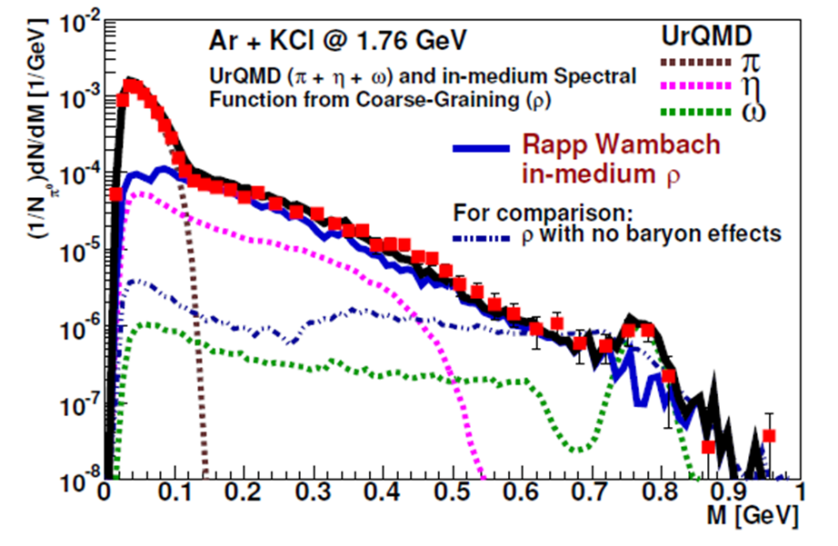 10⁻²
10⁻³
10⁻⁴
10⁻⁵
10⁻⁶
10⁻⁷
10⁻⁸
(1/N_π⁰)dN/dM [1/GeV]
Ar + KCl @ 1.76 GeV
UrQMD (π + η + ω) and in-medium Spectral
Function from Coarse-Graining (ρ)
UrQMD
π
η
ω
Rapp Wambach
in-medium ρ
For comparison:
ρ with no baryon effects
0 0.1 0.2 0.3 0.4 0.5 0.6 0.7 0.8 0.9 1
M [GeV]